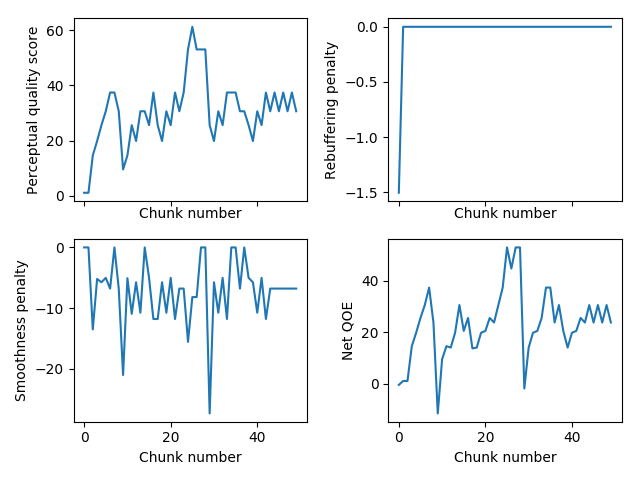 Perceptual quality score
60
40
20
0
Chunk number
Rebuffering penalty
0.0
−0.5
−1.0
−1.5
Chunk number
Smoothness penalty
0
−10
−20
0 20 40
Chunk number
Net QOE
40
20
0
0 20 40
Chunk number